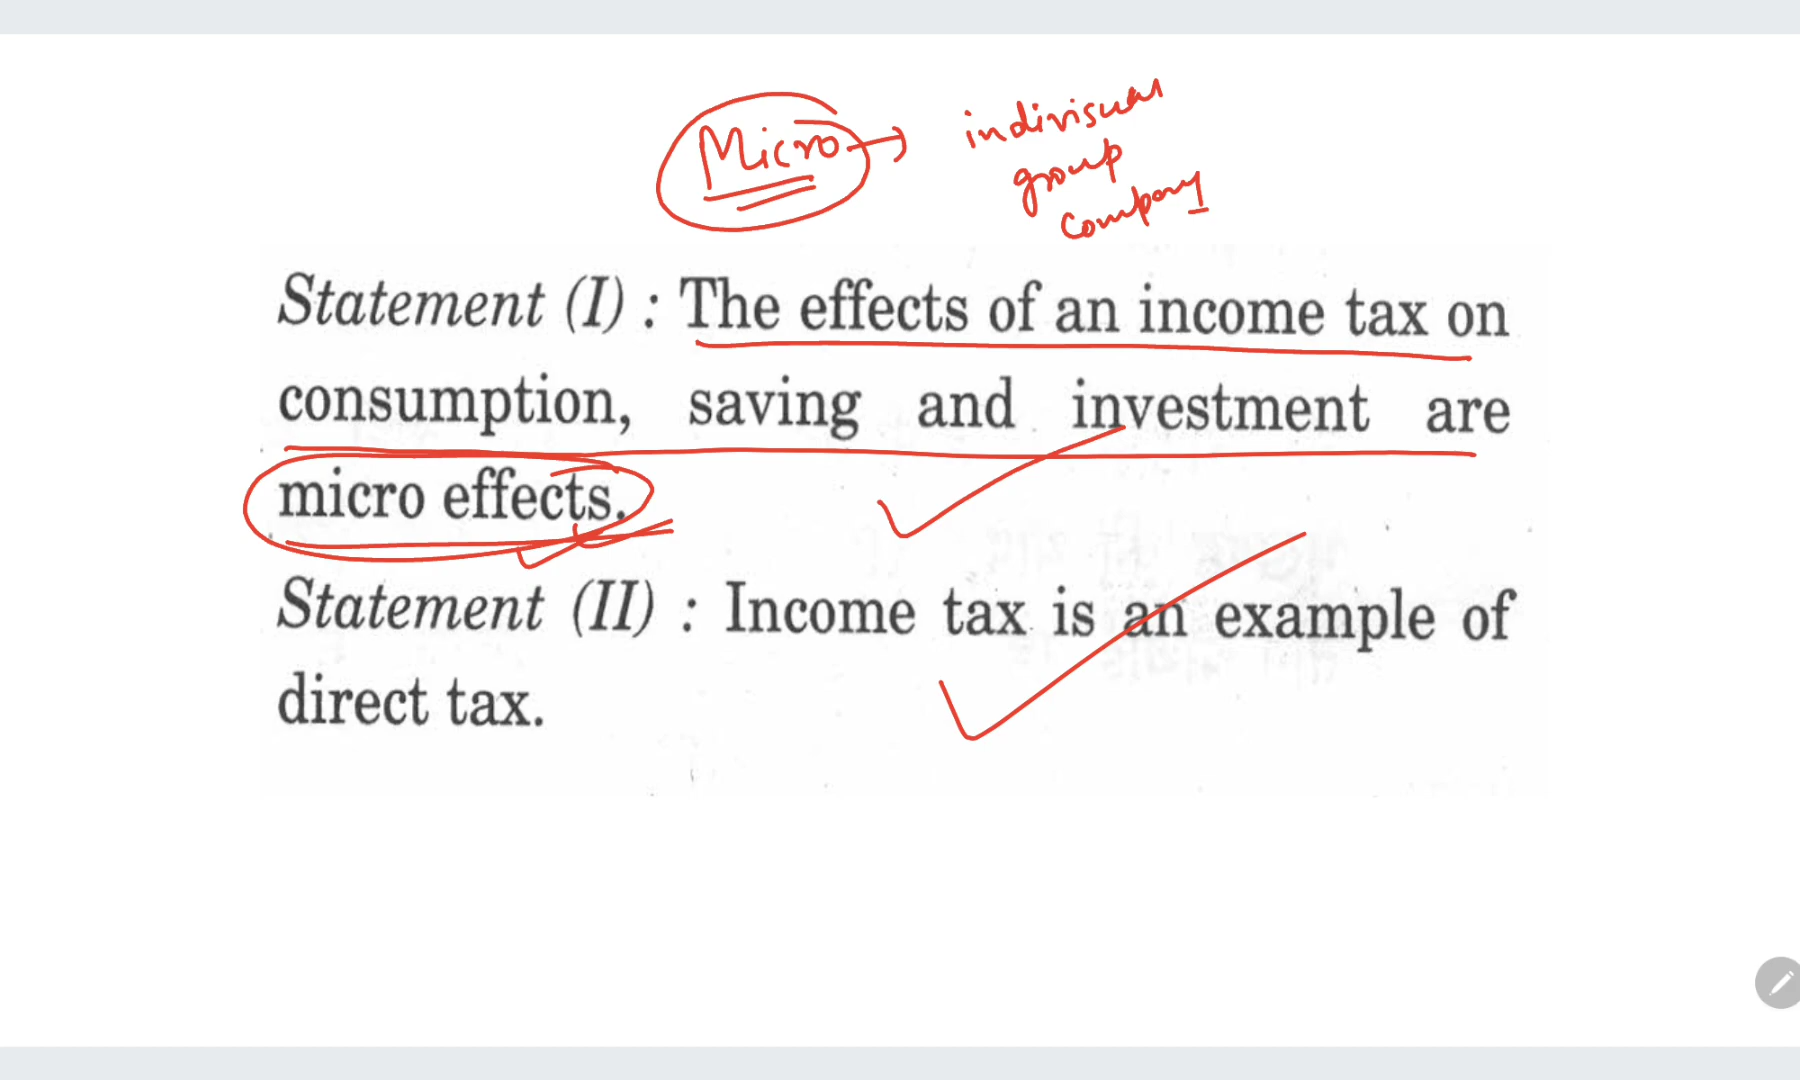 Micro → indivisual
group
company
Statement (I) : The effects of an income tax on
consumption, saving and investment are
micro effects.
Statement (II) : Income tax is an example of
direct tax.